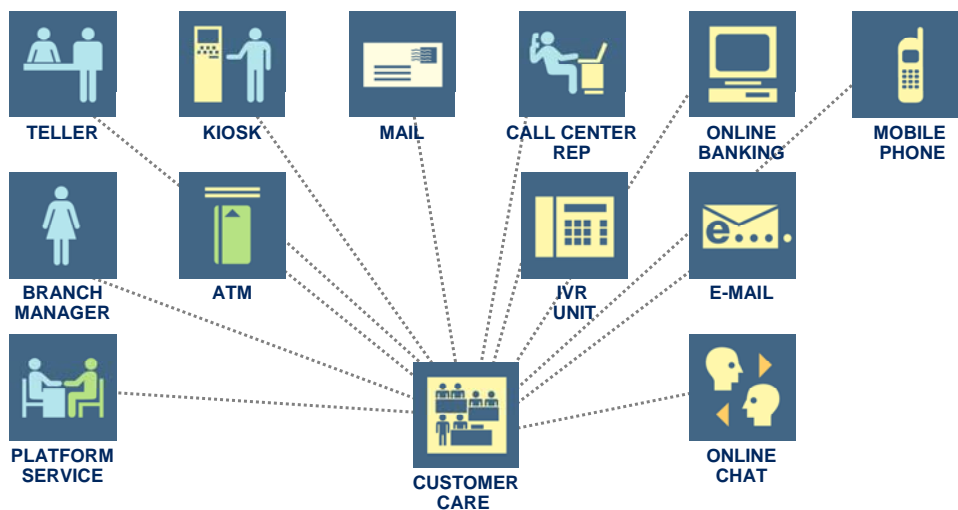 TELLER
KIOSK
MAIL
CALL CENTER
REP
ONLINE
BANKING
MOBILE
PHONE
BRANCH
MANAGER
ATM
IVR
UNIT
e....
E-MAIL
PLATFORM
SERVICE
CUSTOMER
CARE
ONLINE
CHAT